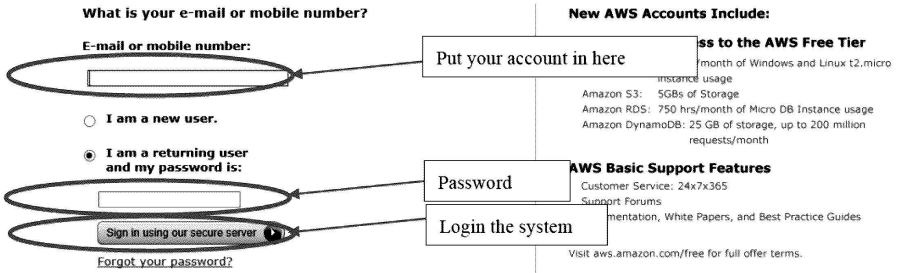 What is your e-mail or mobile number?
E-mail or mobile number:
I am a new user.
I am a returning user
and my password is:
Sign in using our secure server
Forgot your password?
Put your account in here
Password
Login the system
New AWS Accounts Include:
to the AWS Free Tier
/month of Windows and Linux t2.micro
instance usage
Amazon S3: 5GBs of Storage
Amazon RDS: 750 hrs/month of Micro DB Instance usage
Amazon DynamoDB: 25 GB of storage, up to 200 million
requests/month
AWS Basic Support Features
Customer Service: 24x7x365
Support Forums
White Papers, and Best Practice Guides
Visit aws.amazon.com/free for full offer terms.